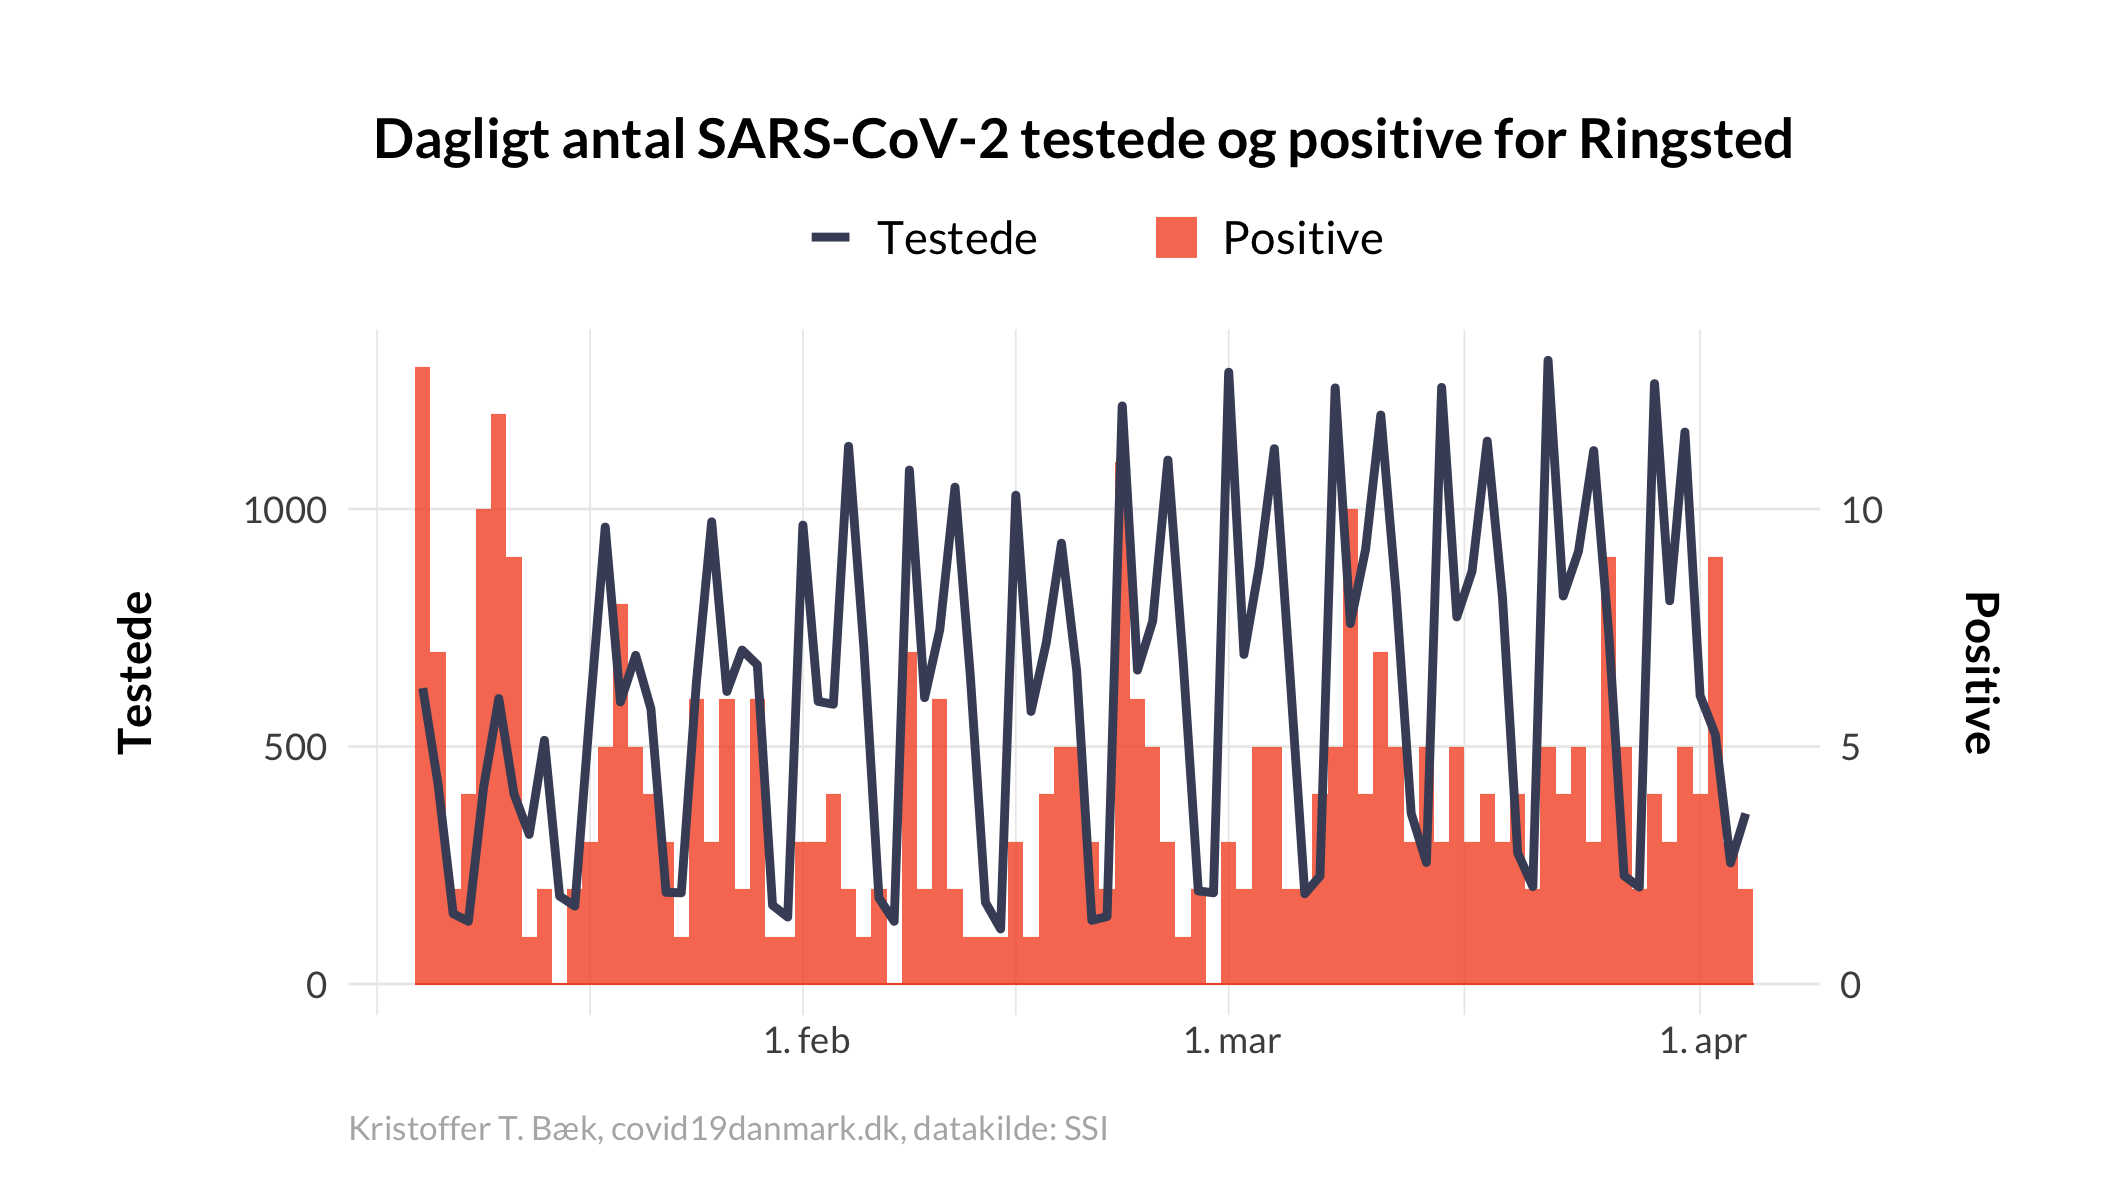 Dagligt antal SARS-CoV-2 testede og positive for Ringsted
Testede Positive
1000
500
0
Testede
10
5
0
Positive
1. feb 1. mar 1. apr
Kristoffer T. Bæk, covid19danmark.dk, datakilde: SSI